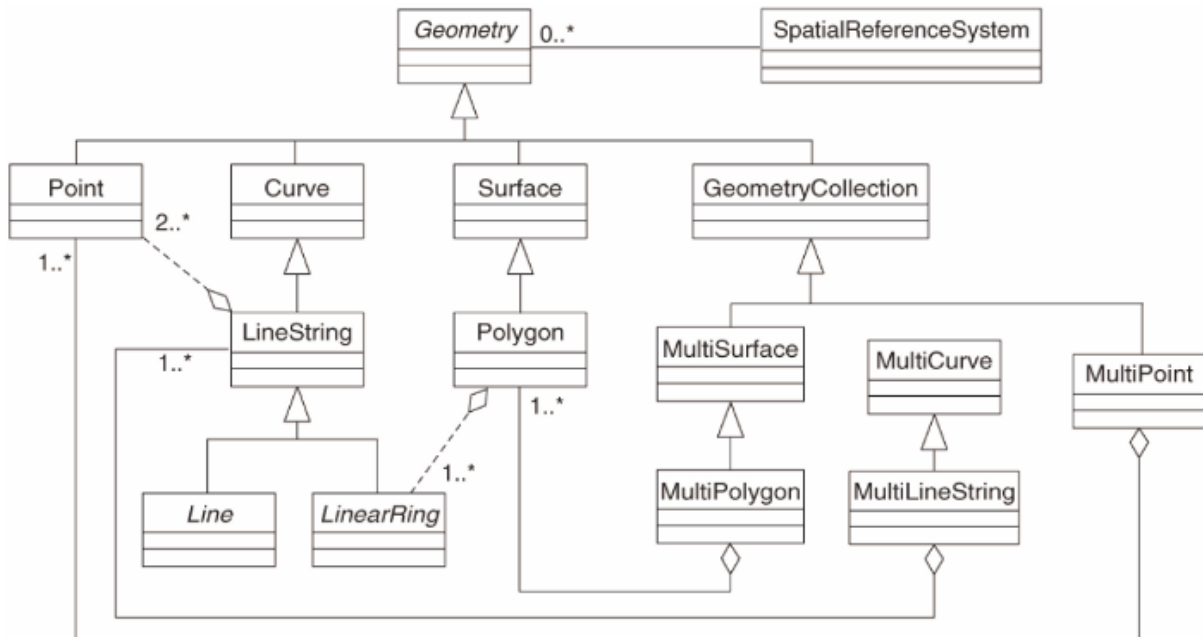 Geometry
0..*
SpatialReferenceSystem
Point
Curve
Surface
GeometryCollection
2..*
1..*
LineString
Polygon
MultiSurface
MultiCurve
MultiPoint
1..*
1..*
1..*
Line
LinearRing
MultiPolygon
MultiLineString